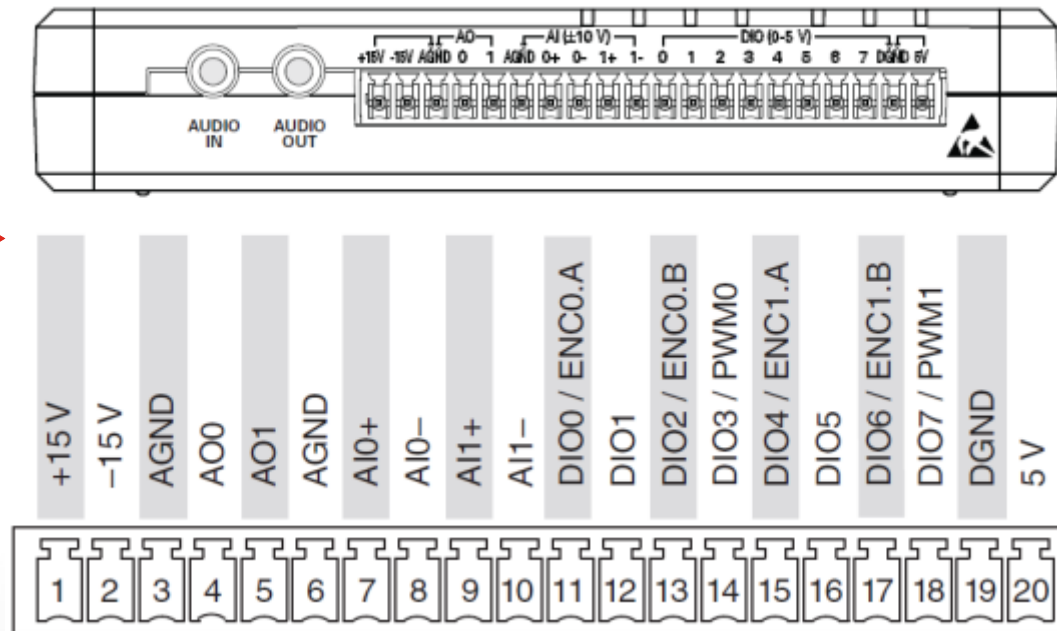 AO AI (±10 V) DIO (0-5 V)
+15V -15V AGND 0 1 AGND 0+ 0- 1+ 1- 0 1 2 3 4 5 6 7 DGND 5V
AUDIO IN
AUDIO OUT
+15 V
–15 V
AGND
AO0
AO1
AGND
AI0+
AI0–
AI1+
AI1–
DIO0 / ENC0.A
DIO1
DIO2 / ENC0.B
DIO3 / PWM0
DIO4 / ENC1.A
DIO5
DIO6 / ENC1.B
DIO7 / PWM1
DGND
5 V
1 2 3 4 5 6 7 8 9 10 11 12 13 14 15 16 17 18 19 20